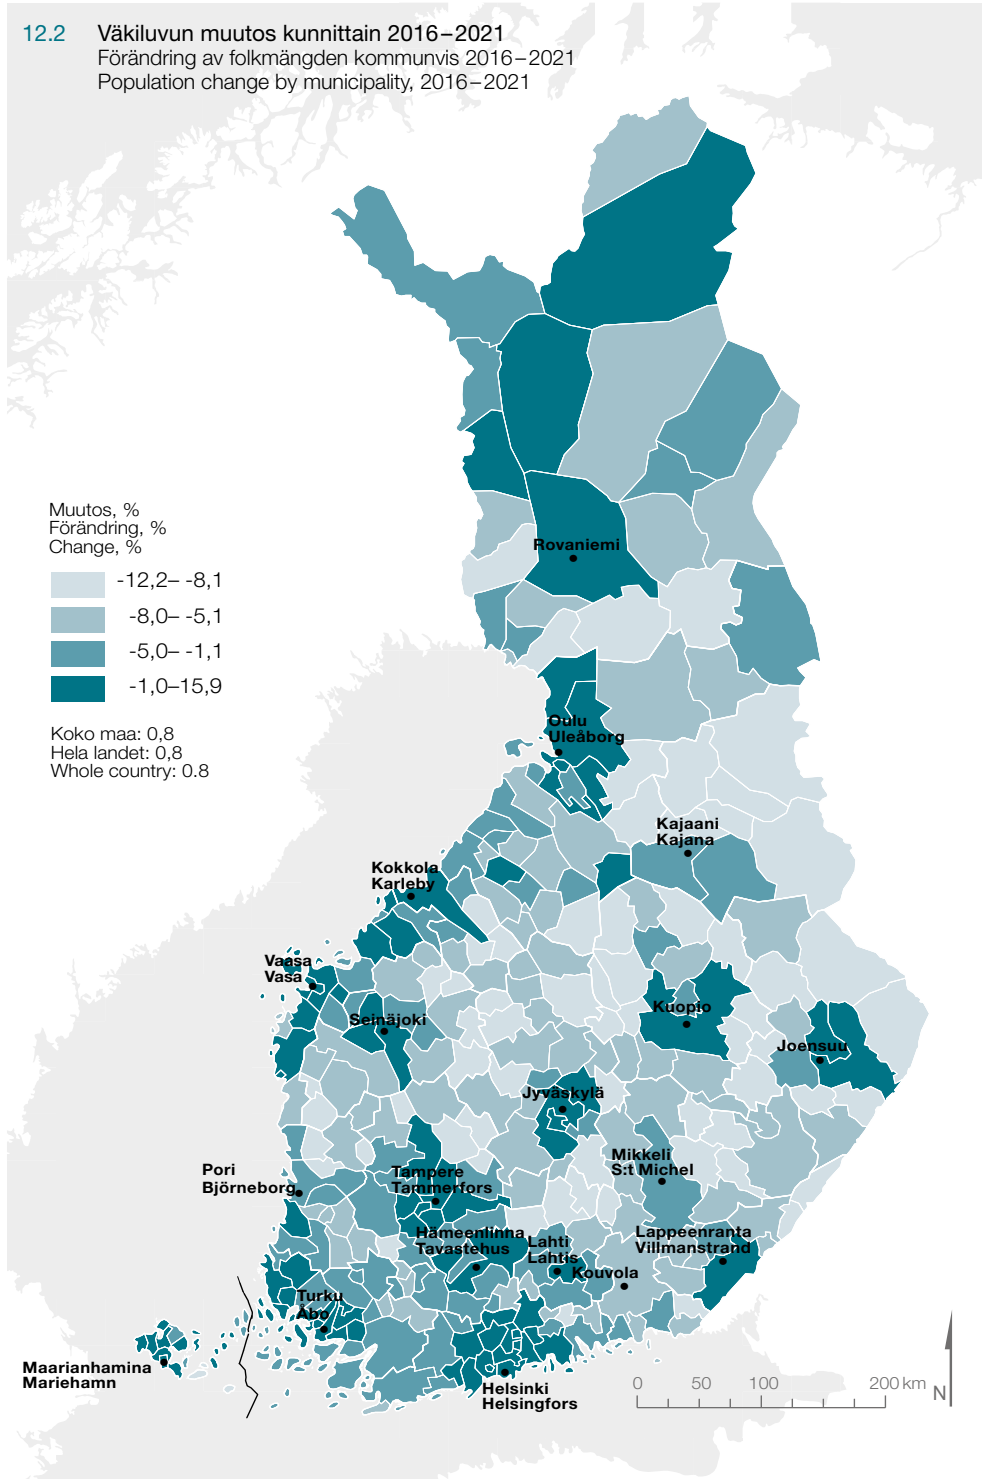 12.2 Väkiluvun muutos kunnittain 2016–2021
Förändring av folkmängden kommunvis 2016–2021
Population change by municipality, 2016–2021
Muutos, %
Förändring, %
Change, %
-12,2– -8,1
-8,0– -5,1
-5,0– -1,1
-1,0–15,9
Koko maa: 0,8
Hela landet: 0,8
Whole country: 0.8
Rovaniemi
Oulu
Uleåborg
Kajaani
Kajana
Kokkola
Karleby
Vaasa
Vasa
Seinäjoki
Kuopio
Joensuu
Jyväskylä
Mikkeli
S:t Michel
Pori
Björneborg
Tampere
Tammerfors
Hämeenlinna
Tavastehus
Lahti
Lahtis
Kouvola
Lappeenranta
Villmanstrand
Turku
Åbo
Maarianhamina
Mariehamn
Helsinki
Helsingfors
0 50 100 200 km
N